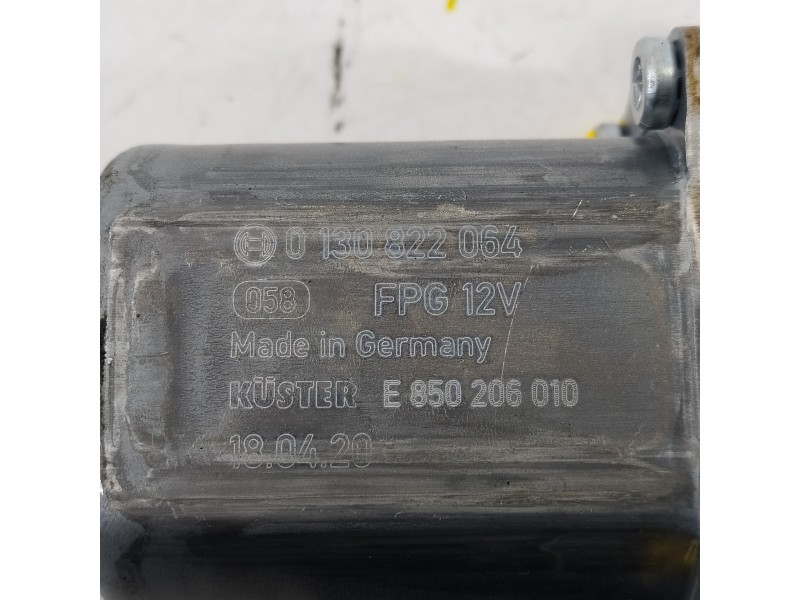 0 130 822 064
058 FPG 12V
Made in Germany
KÜSTER E 850 206 010
18.04.20